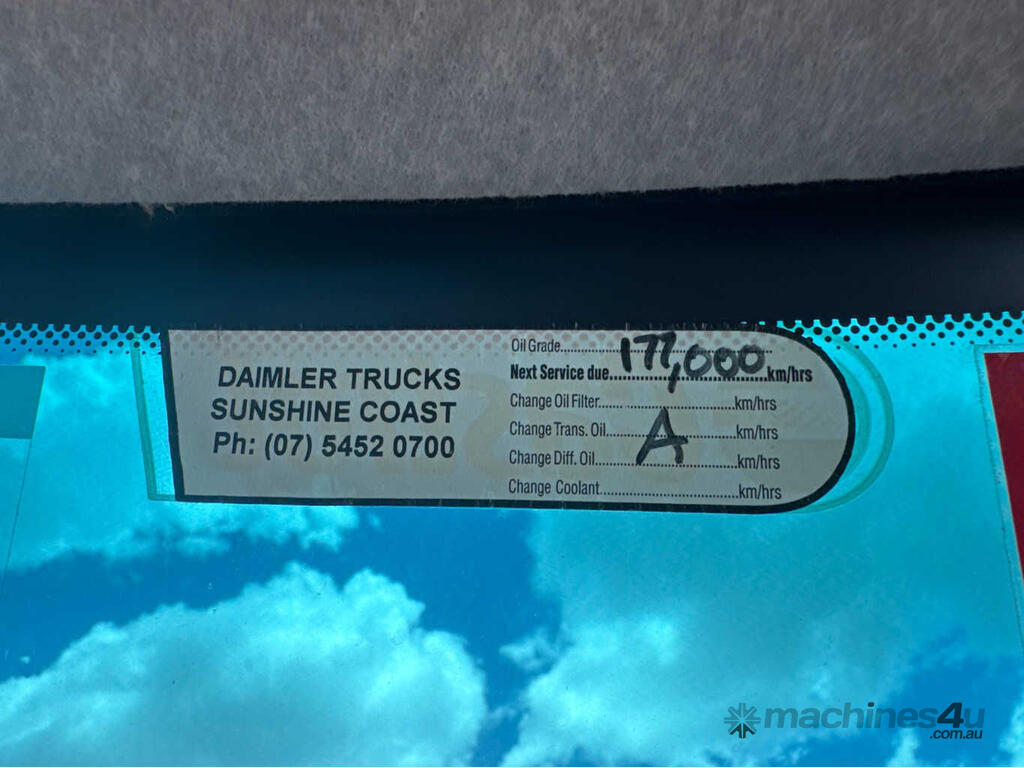 DAIMLER TRUCKS
SUNSHINE COAST
Ph: (07) 5452 0700
Oil Grade
Next Service due 177,000 km/hrs
Change Oil Filter km/hrs
Change Trans. Oil km/hrs
A
Change Diff. Oil km/hrs
Change Coolant km/hrs
machines4u
.com.au